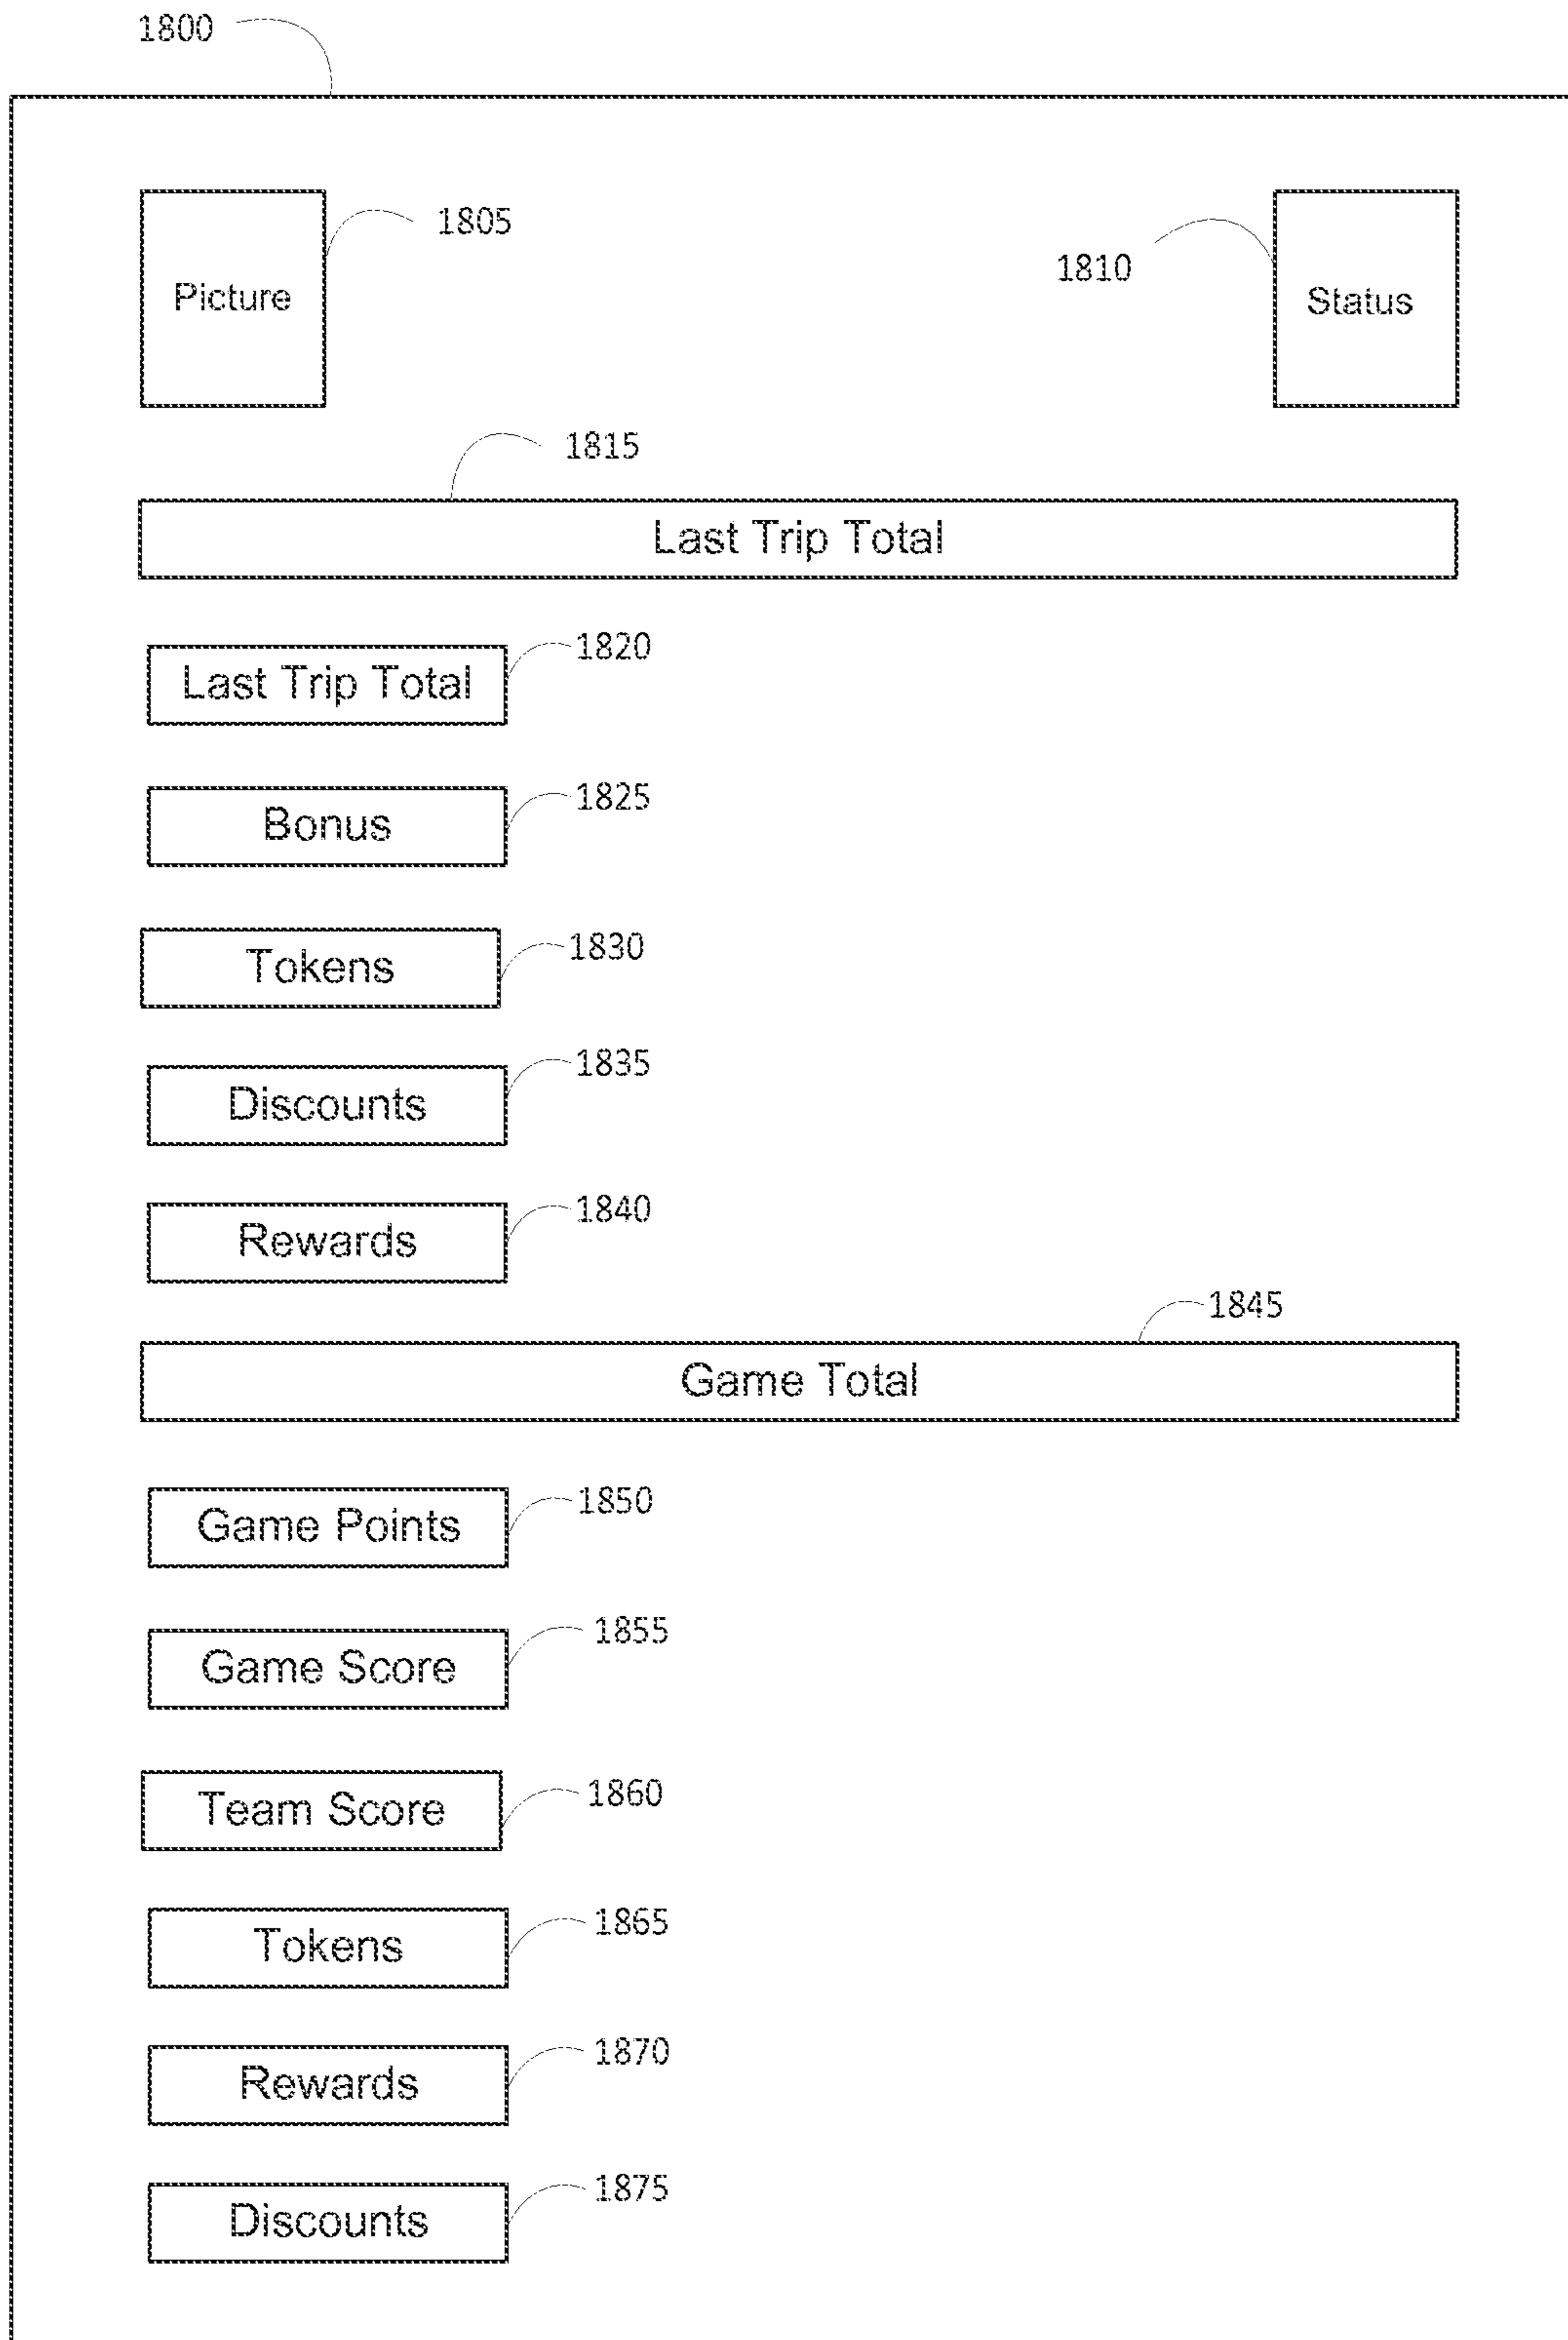 1800
1805
Picture
1810
Status
1815
Last Trip Total
Last Trip Total
1820
Bonus
1825
Tokens
1830
Discounts
1835
Rewards
1840
1845
Game Total
Game Points
1850
Game Score
1855
Team Score
1860
Tokens
1865
Rewards
1870
Discounts
1875